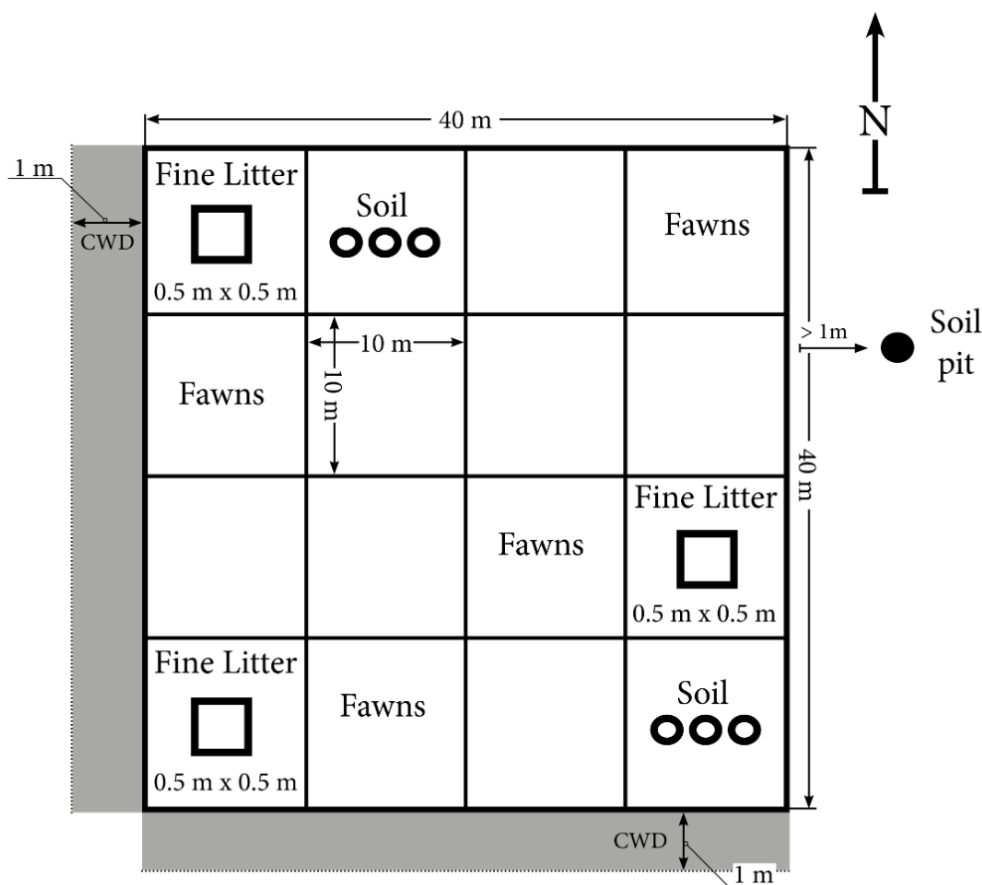 40 m
N
1 m
CWD
Fine Litter
0.5 m x 0.5 m
Soil
Fawns
> 1m
Soil
pit
Fawns
10 m
10 m
40 m
Fawns
Fine Litter
0.5 m x 0.5 m
Fine Litter
0.5 m x 0.5 m
Fawns
Soil
CWD
1 m